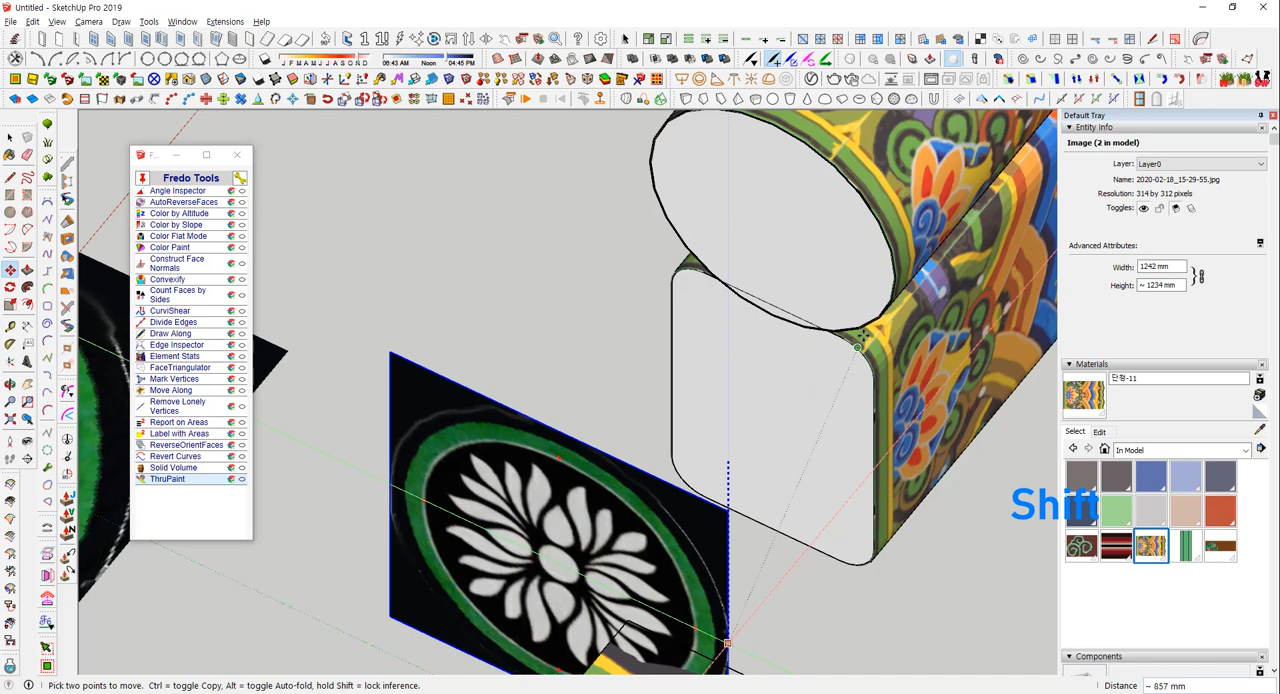 Untitled - SketchUp Pro 2019
File Edit View Camera Draw Tools Window Extensions Help
J F M A M J J A S O N D
06:43 AM Noon 04:45 PM
F...
Fredo Tools
Angle Inspector
AutoReverseFaces
Color by Altitude
Color by Slope
Color Flat Mode
Color Paint
Construct Face
Normals
Convexify
Count Faces by
Sides
CurviShear
Divide Edges
Draw Along
Edge Inspector
Element Stats
FaceTriangulator
Mark Vertices
Move Along
Remove Lonely
Vertices
Report on Areas
Label with Areas
ReverseOrientFaces
Revert Curves
Solid Volume
ThruPaint
Default Tray
Entity Info
Image (2 in model)
Layer: Layer0
Name: 2020-02-18_15-29-55.jpg
Resolution: 314 by 312 pixels
Toggles:
Advanced Attributes:
Width: 1242 mm
Height: ~ 1234 mm
Materials
단청-11
Select Edit
In Model
Shift
Components
Pick two points to move. Ctrl = toggle Copy, Alt = toggle Auto-fold, hold Shift = lock inference.
Distance ~ 857 mm